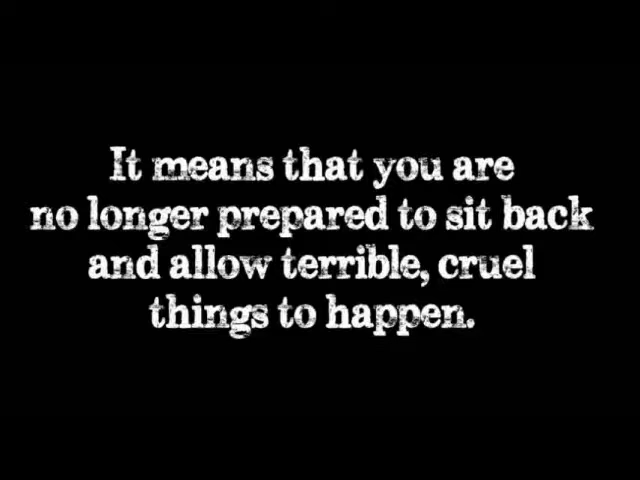 It means that you are
no longer prepared to sit back
and allow terrible, cruel
things to happen.